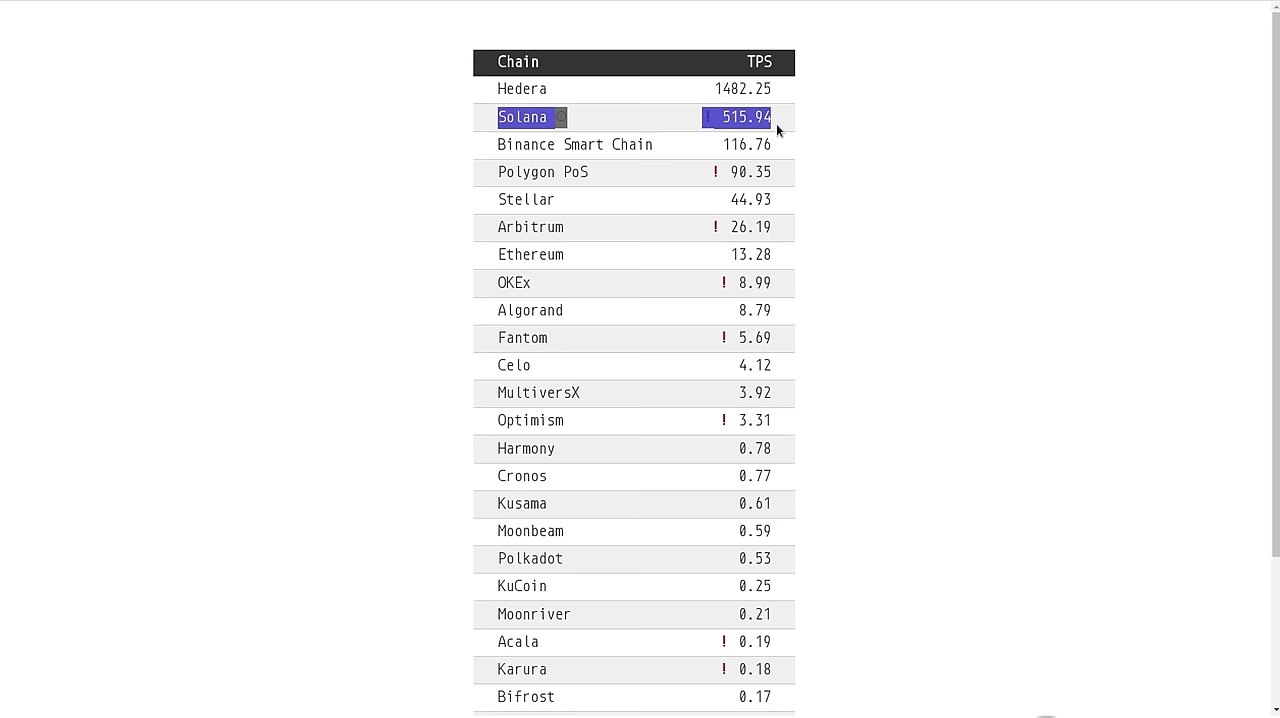 Chain TPS
Hedera 1482.25
Solana ! 515.94
Binance Smart Chain 116.76
Polygon PoS ! 90.35
Stellar 44.93
Arbitrum ! 26.19
Ethereum 13.28
OKEx ! 8.99
Algorand 8.79
Fantom ! 5.69
Celo 4.12
MultiversX 3.92
Optimism ! 3.31
Harmony 0.78
Cronos 0.77
Kusama 0.61
Moonbeam 0.59
Polkadot 0.53
KuCoin 0.25
Moonriver 0.21
Acala ! 0.19
Karura ! 0.18
Bifrost 0.17